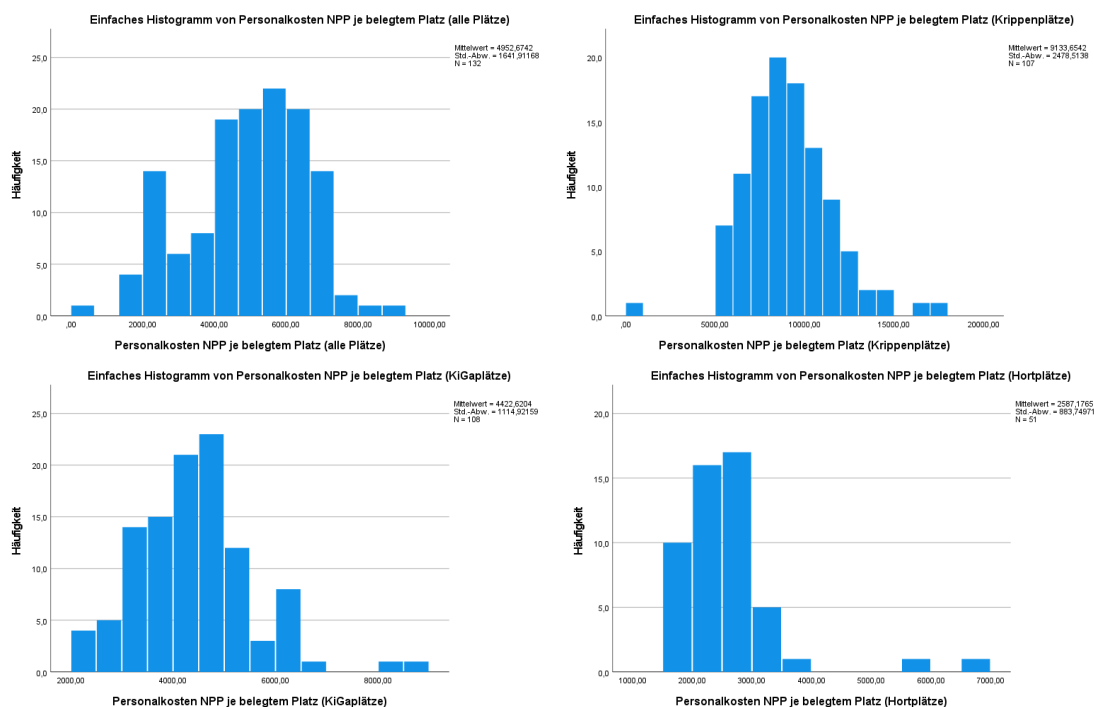 Einfaches Histogramm von Personalkosten NPP je belegtem Platz (alle Plätze)
Mittelwert = 4952,6742
Std.-Abw. = 1641,91168
N = 132
Häufigkeit
25,0
20,0
15,0
10,0
5,0
0,0
,00 2000,00 4000,00 6000,00 8000,00 10000,00
Personalkosten NPP je belegtem Platz (alle Plätze)
Einfaches Histogramm von Personalkosten NPP je belegtem Platz (Krippenplätze)
Mittelwert = 9133,6542
Std.-Abw. = 2478,5138
N = 107
Häufigkeit
20,0
15,0
10,0
5,0
0,0
,00 5000,00 10000,00 15000,00 20000,00
Personalkosten NPP je belegtem Platz (Krippenplätze)
Einfaches Histogramm von Personalkosten NPP je belegtem Platz (KiGaplätze)
Mittelwert = 4422,6204
Std.-Abw. = 1114,92159
N = 108
Häufigkeit
25,0
20,0
15,0
10,0
5,0
0,0
2000,00 4000,00 6000,00 8000,00
Personalkosten NPP je belegtem Platz (KiGaplätze)
Einfaches Histogramm von Personalkosten NPP je belegtem Platz (Hortplätze)
Mittelwert = 2587,1765
Std.-Abw. = 883,74971
N = 51
Häufigkeit
20,0
15,0
10,0
5,0
0,0
1000,00 2000,00 3000,00 4000,00 5000,00 6000,00 7000,00
Personalkosten NPP je belegtem Platz (Hortplätze)